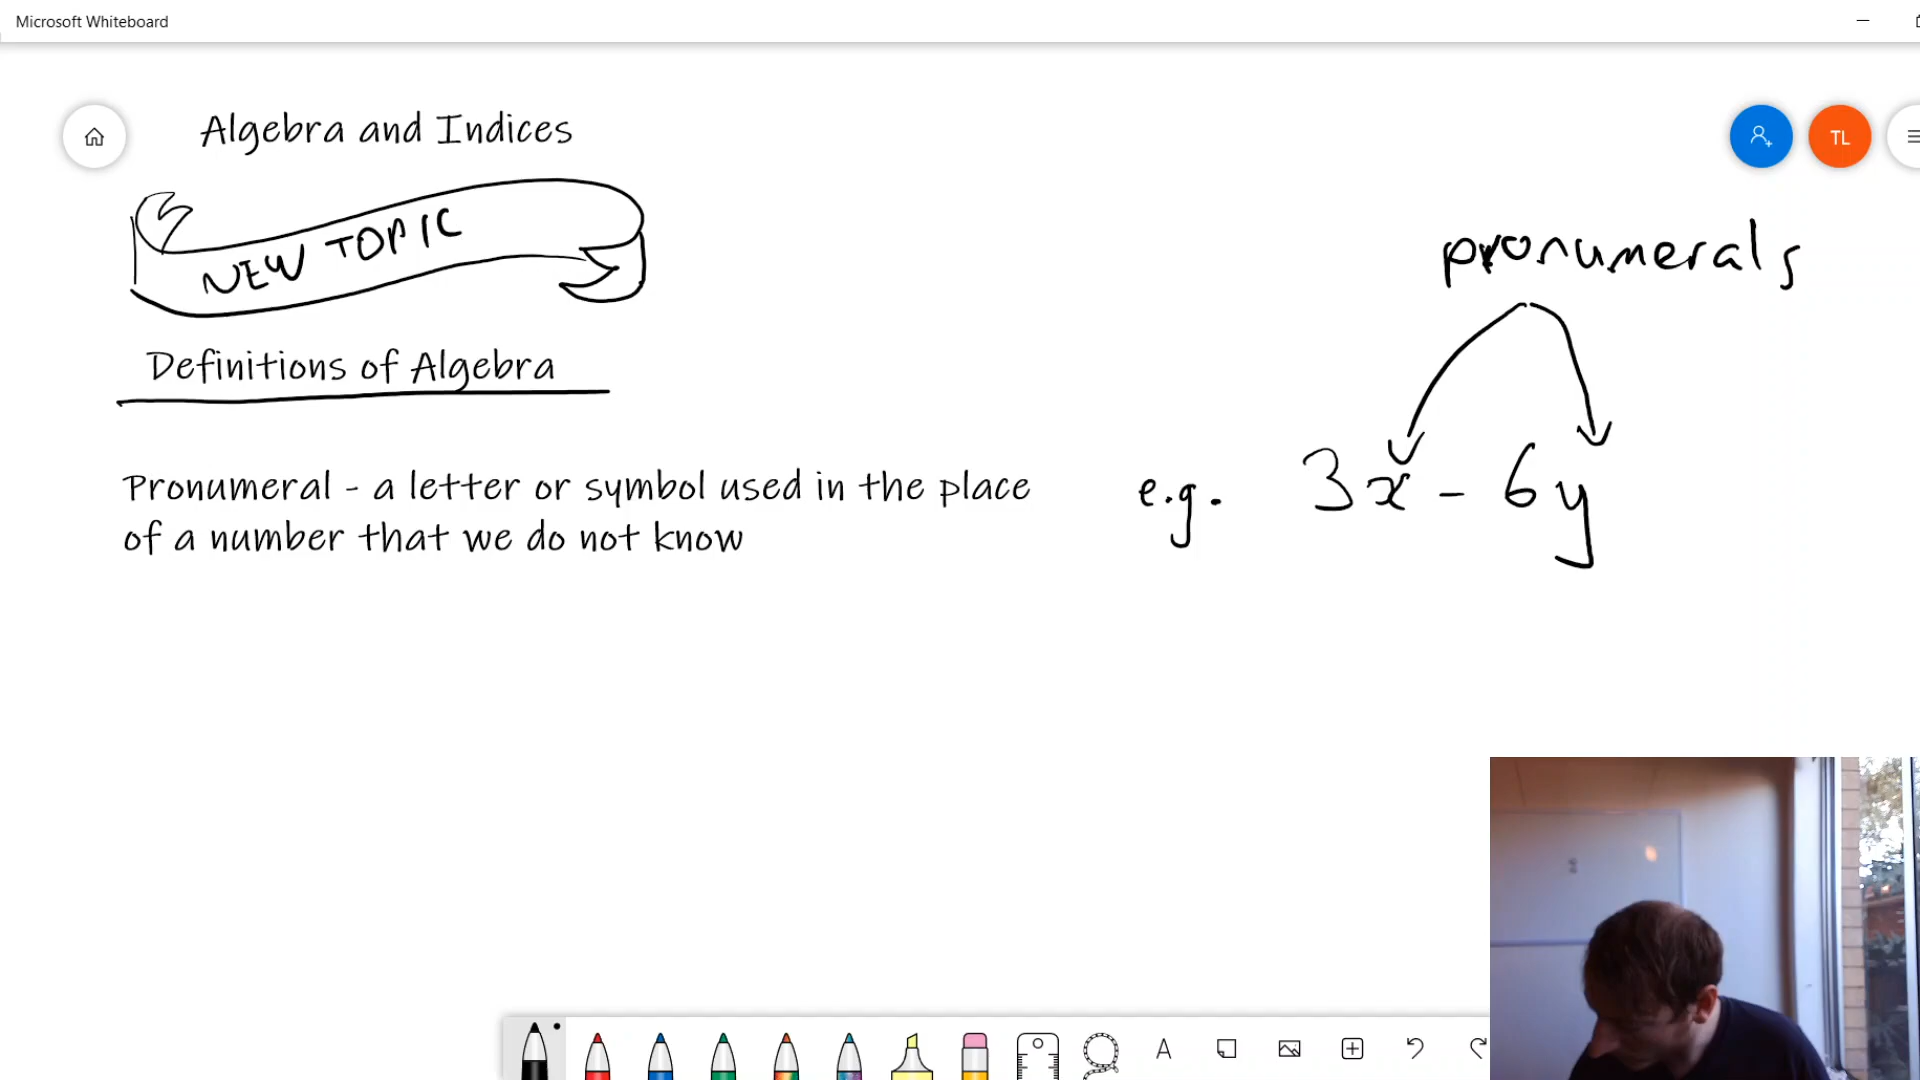 Microsoft Whiteboard
Algebra and Indices
TL
NEW TOPIC
pronumerals
Definitions of Algebra
Pronumeral - a letter or symbol used in the place
of a number that we do not know
e.g. 3x - 6y
A